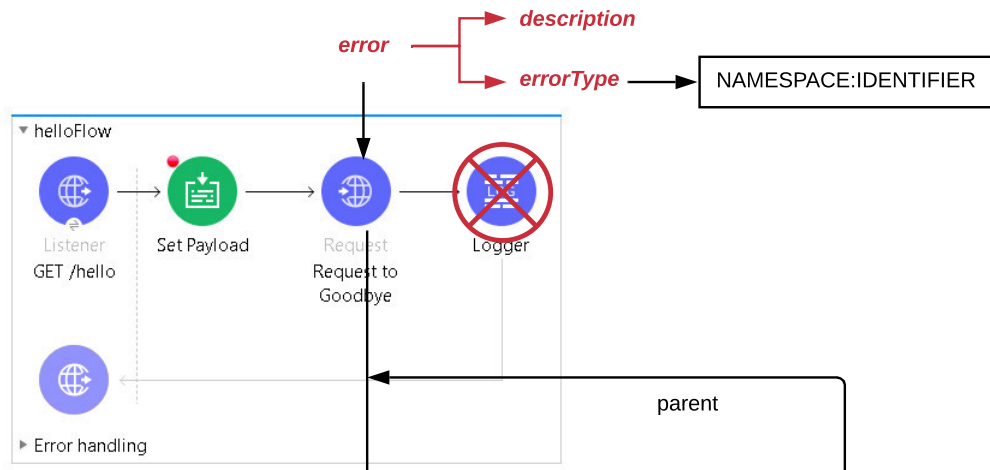 description
error
errorType
NAMESPACE:IDENTIFIER
helloFlow
Listener
GET /hello
Set Payload
Request
Request to
Goodbye
Logger
parent
Error handling